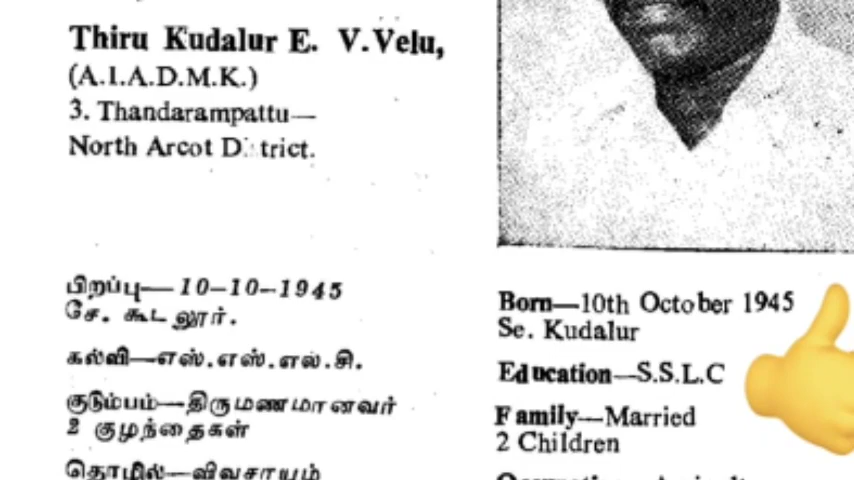 Thiru Kudalur E. V.Velu,
(A.I.A.D.M.K.)
3. Thandarampattu—
North Arcot D trict.
பிறப்பு— 10–10–1945
சே. கூடலூர்.
கல்வி—எஸ்.எஸ்.எல்.சி.
குடும்பம்—திருமணமானவர்
2 குழந்தைகள்
தொழில்—விவசாயம்
Born—10th October 1945
Se. Kudalur
Education—S.S.L.C
Family—Married
2 Children